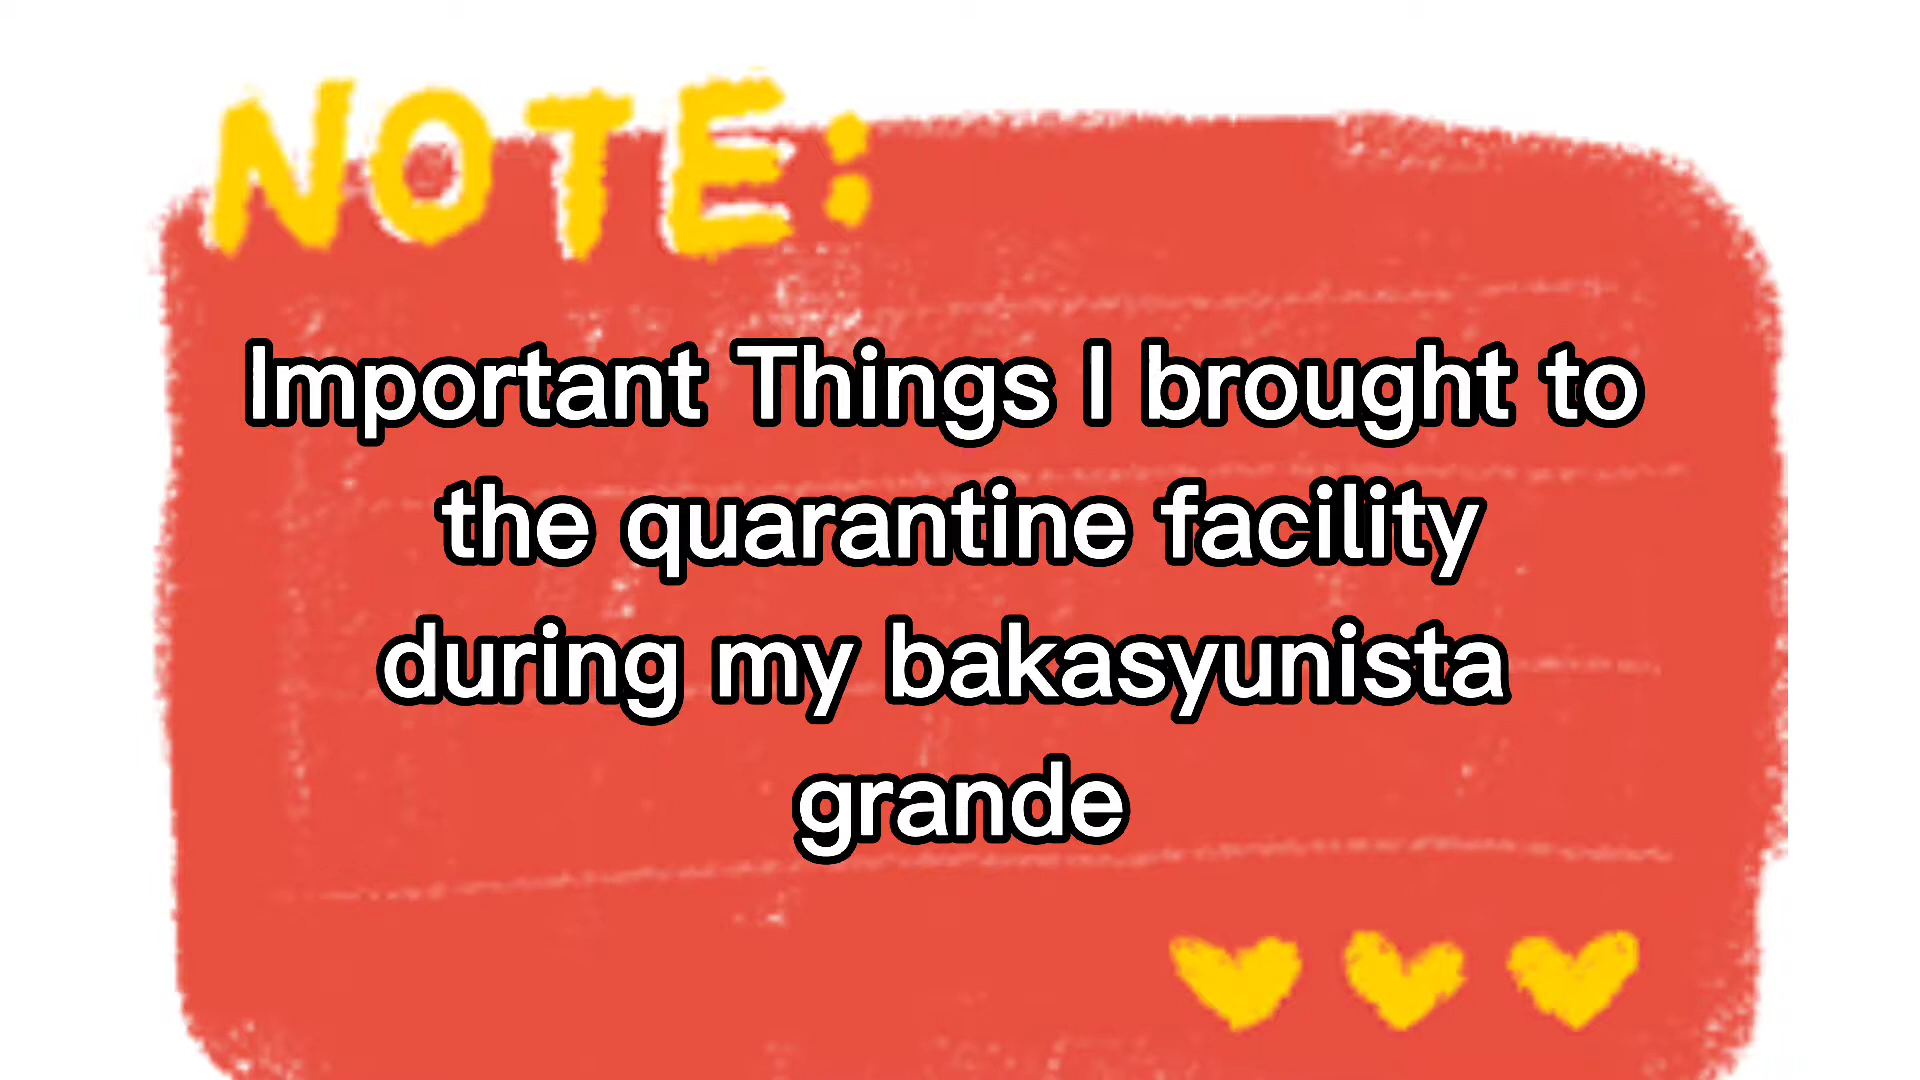 NOTE:
Important Things I brought to
the quarantine facility
during my bakasyunista
grande